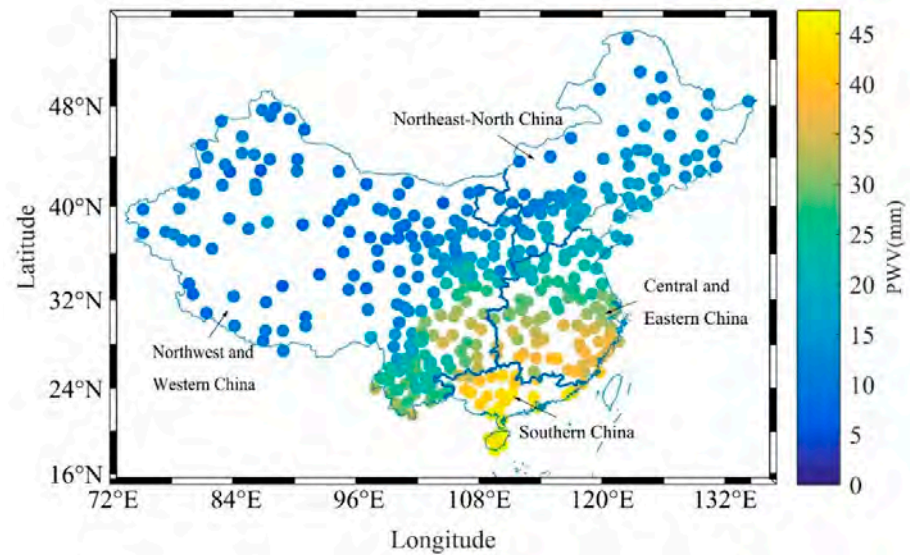 48°N
40°N
32°N
24°N
16°N
Latitude
Northeast-North China
Central and
Eastern China
Northwest and
Western China
Southern China
72°E
84°E
96°E
108°E
120°E
132°E
Longitude
45
40
35
30
25
20
15
10
5
0
PWV(mm)